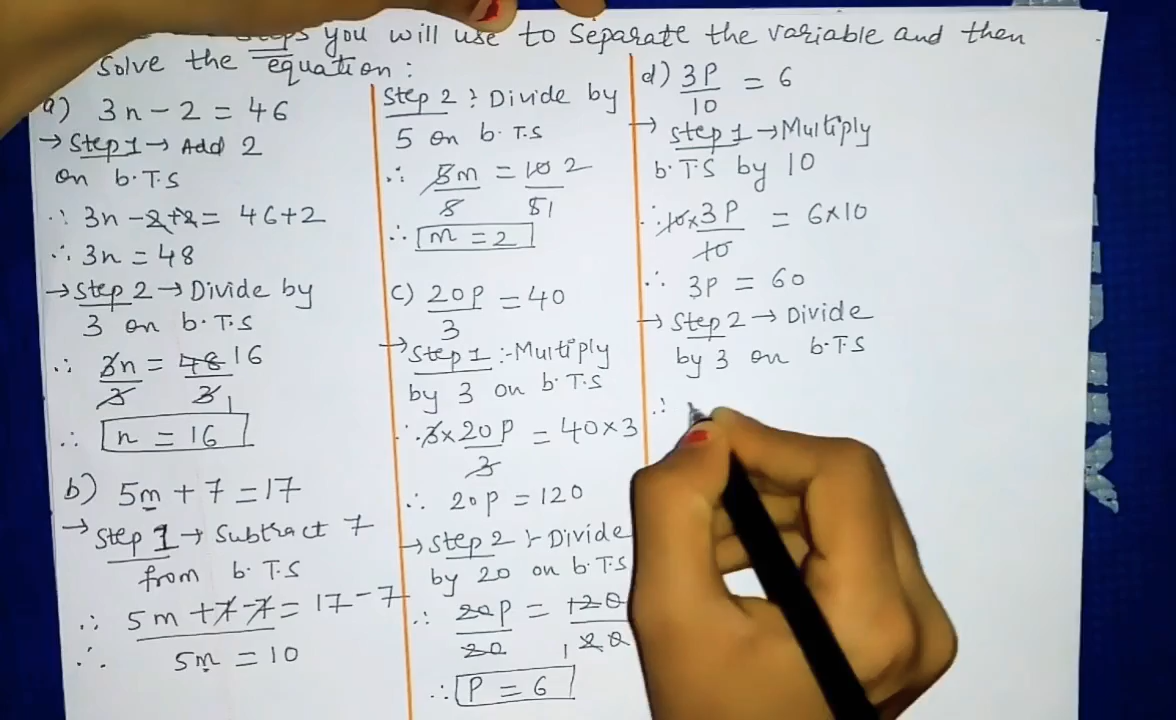 Steps you will use to Separate the variable and then
Solve the equation :
a) 3n - 2 = 46
→ Step 1 → Add 2
on b.T.S
∴ 3n - 2 + 2 = 46+2
∴ 3n = 48
→ Step 2 → Divide by
3 on b.T.S
∴ 3n/3 = 48/3 16 1
∴ n = 16
b) 5m + 7 = 17
→ Step 1 → Subtract 7
from b.T.S
∴ 5m + 7 - 7 = 17 - 7
∴ 5m = 10
Step 2 : Divide by
5 on b.T.S
∴ 5m/5 = 10/5 2 1
∴ m = 2
c) 20P/3 = 40
→ Step 1 :- Multiply
by 3 on b.T.S
∴ 3×20P/3 = 40×3
∴ 20P = 120
→ Step 2 :- Divide
by 20 on b.T.S
∴ 20P/20 = 120/20 1
∴ P = 6
d) 3P/10 = 6
→ Step 1 → Multiply
b.T.S by 10
∴ 10×3P/10 = 6×10
∴ 3P = 60
→ Step 2 → Divide
by 3 on b.T.S
∴